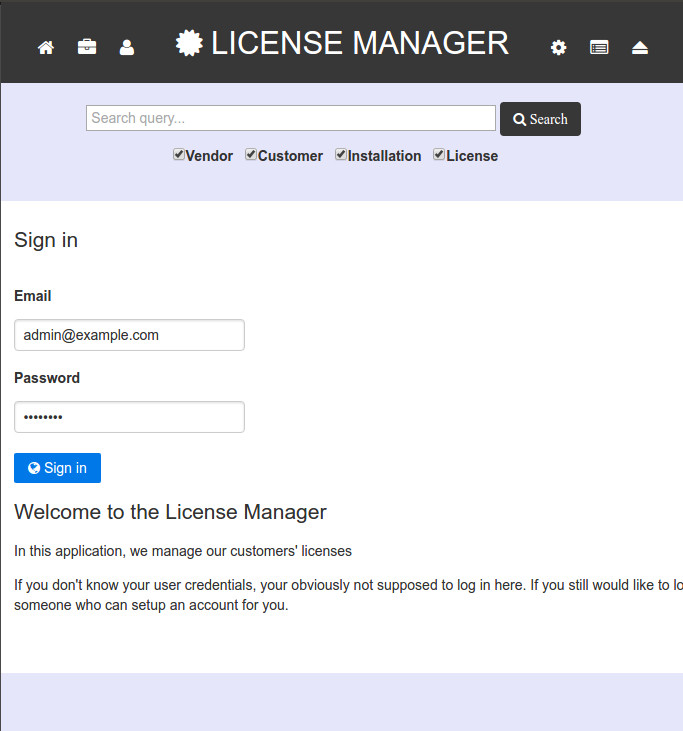 LICENSE MANAGER
Search query...
Search
Vendor Customer Installation License
Sign in
Email
admin@example.com
Password
••••••••
Sign in
Welcome to the License Manager
In this application, we manage our customers' licenses
If you don't know your user credentials, your obviously not supposed to log in here. If you still would like to lo
someone who can setup an account for you.